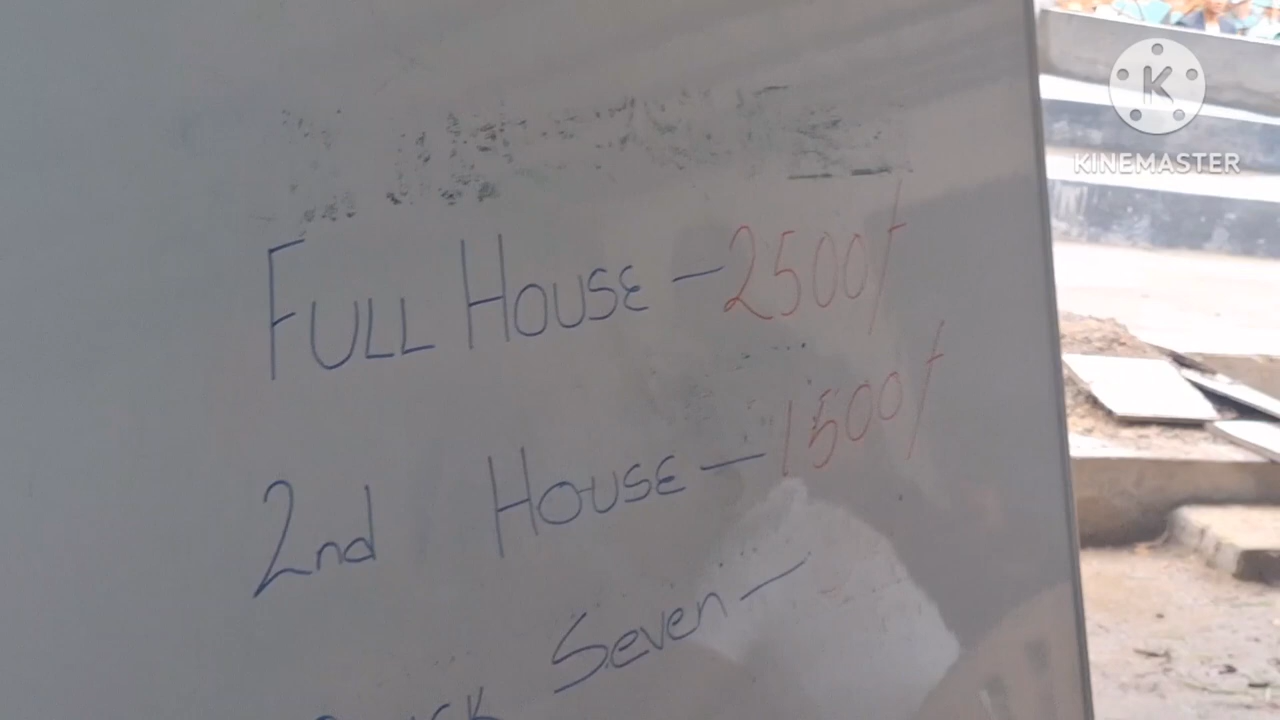 FULL HOUSE - 2500/-
2nd HOUSE - 1500/-
Seven -
K
KINEMASTER